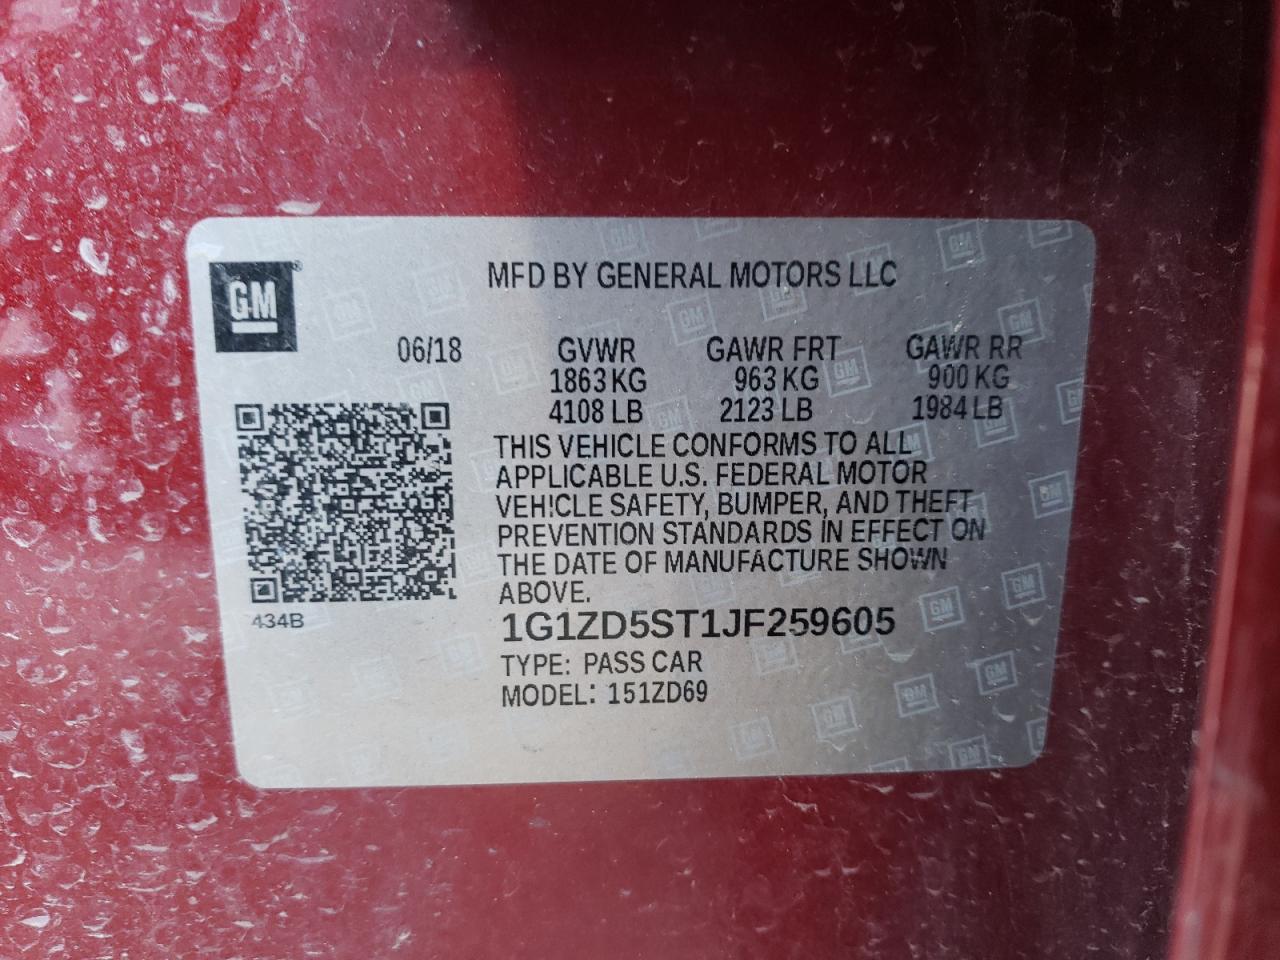 GM
MFD BY GENERAL MOTORS LLC
06/18 GVWR GAWR FRT GAWR RR
1863 KG 963 KG 900 KG
4108 LB 2123 LB 1984 LB
THIS VEHICLE CONFORMS TO ALL
APPLICABLE U.S. FEDERAL MOTOR
VEHICLE SAFETY, BUMPER, AND THEFT
PREVENTION STANDARDS IN EFFECT ON
THE DATE OF MANUFACTURE SHOWN
ABOVE.
434B
1G1ZD5ST1JF259605
TYPE: PASS CAR
MODEL: 151ZD69